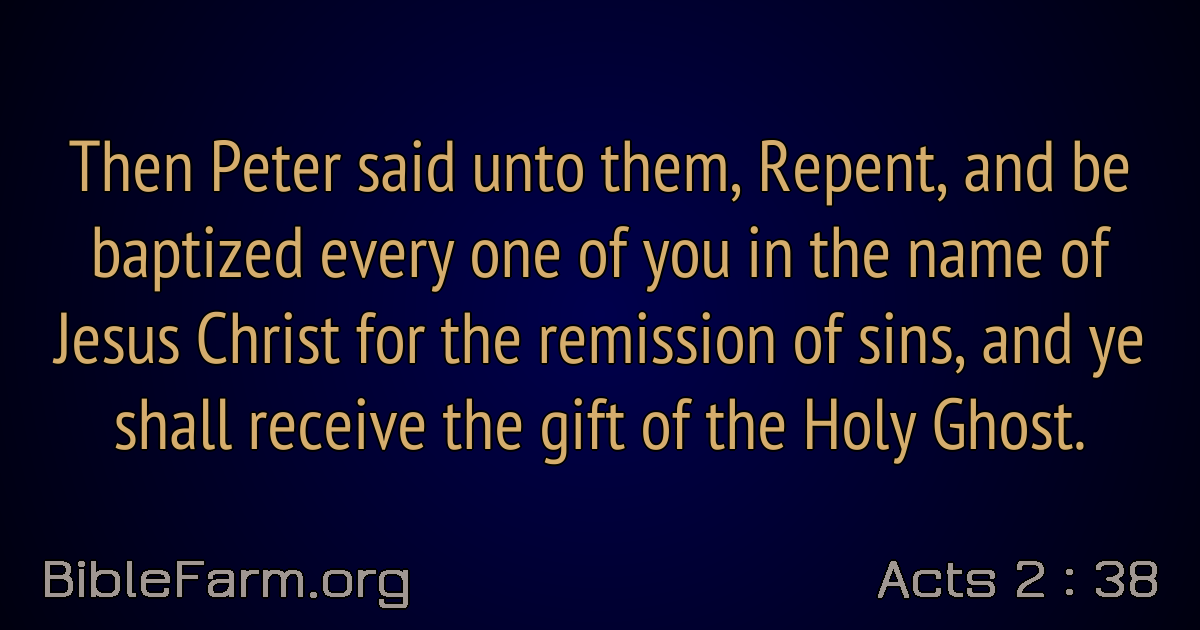 Then Peter said unto them, Repent, and be
baptized every one of you in the name of
Jesus Christ for the remission of sins, and ye
shall receive the gift of the Holy Ghost.
BibleFarm.org
Acts 2 : 38